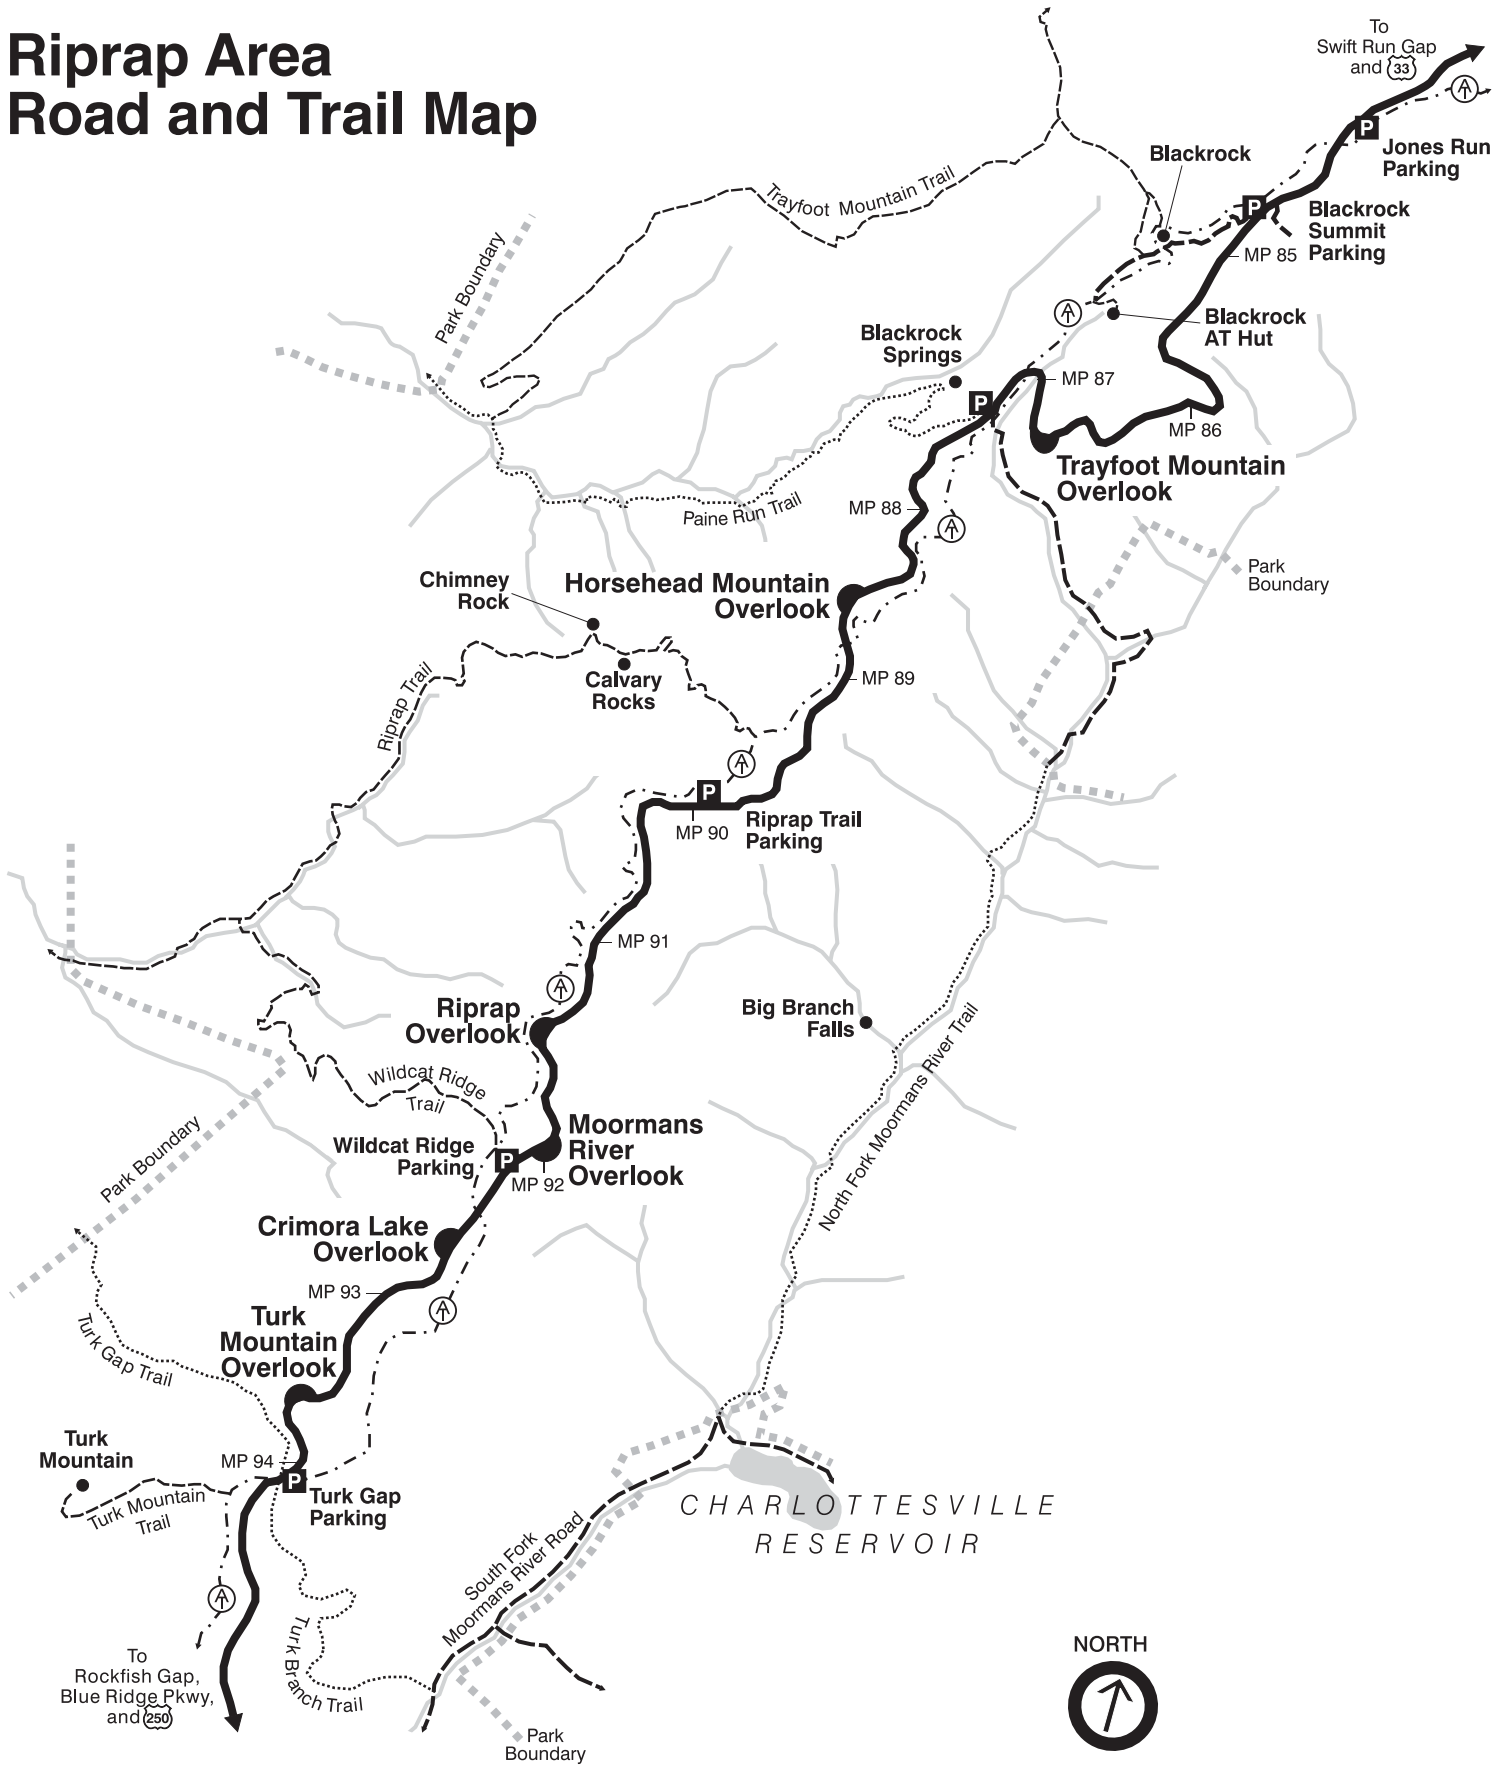 Riprap Area
Road and Trail Map
To
Swift Run Gap
and 33
P
Jones Run
Parking
Blackrock
P
Blackrock
Summit
Parking
MP 85
Trayfoot Mountain Trail
Park Boundary
Blackrock
AT Hut
Blackrock
Springs
P
MP 87
MP 86
Trayfoot Mountain
Overlook
Paine Run Trail
MP 88
Park
Boundary
Chimney
Rock
Horsehead Mountain
Overlook
Calvary
Rocks
MP 89
Riprap Trail
P
MP 90
Riprap Trail
Parking
MP 91
Riprap
Overlook
Big Branch
Falls
North Fork Moormans River Trail
Wildcat Ridge
Trail
Moormans
River
Overlook
Wildcat Ridge
Parking
P
MP 92
Park Boundary
Crimora Lake
Overlook
MP 93
Turk
Mountain
Overlook
Turk Gap Trail
Turk
Mountain
MP 94
P
Turk Gap
Parking
Turk Mountain
Trail
CHARLOTTESVILLE
RESERVOIR
South Fork
Moormans River Road
Turk Branch Trail
To
Rockfish Gap,
Blue Ridge Pkwy,
and 250
Park
Boundary
NORTH